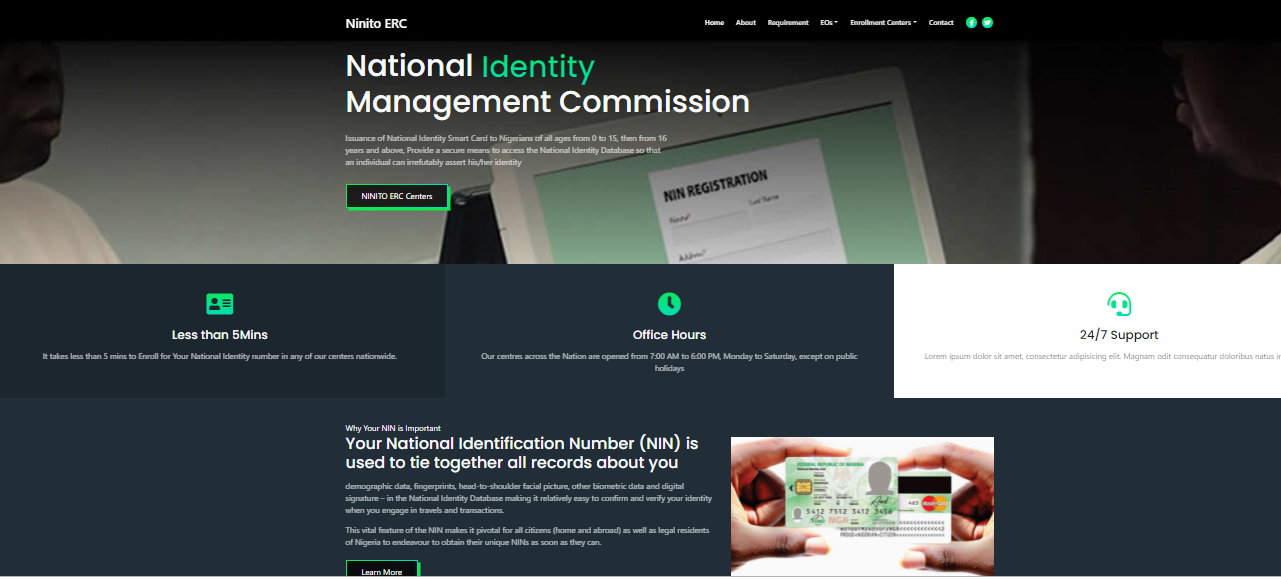 Ninito ERC
Home About Requirement EOs Enrollment Centers Contact
National Identity
Management Commission
Issuance of National Identity Smart Card to Nigerians of all ages from 0 to 15, then from 16
years and above, Provide a secure means to access the National Identity Database so that
an individual can irrefutably assert his/her identity
NINITO ERC Centers
NIN REGISTRATION
Name
Last Name
Address
Less than 5Mins
It takes less than 5 mins to Enroll for Your National Identity number in any of our centers nationwide.
Office Hours
Our centres across the Nation are opened from 7:00 AM to 6:00 PM, Monday to Saturday, except on public
holidays
24/7 Support
Lorem ipsum dolor sit amet, consectetur adipisicing elit. Magnam odit consequatur doloribus natus in
Why Your NIN is Important
Your National Identification Number (NIN) is
used to tie together all records about you
demographic data, fingerprints, head-to-shoulder facial picture, other biometric data and digital
signature – in the National Identity Database making it relatively easy to confirm and verify your identity
when you engage in travels and transactions.
This vital feature of the NIN makes it pivotal for all citizens (home and abroad) as well as legal residents
of Nigeria to endeavour to obtain their unique NINs as soon as they can.
Learn More
FEDERAL REPUBLIC OF NIGERIA
5412 7512 3412 3456
NGA
465
MasterCard